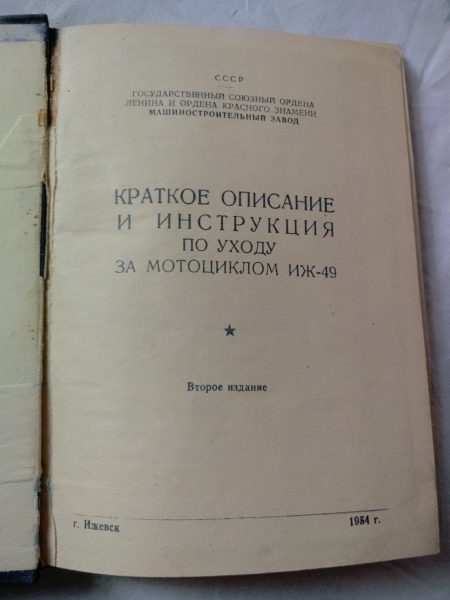 СССР
ГОСУДАРСТВЕННЫЙ СОЮЗНЫЙ ОРДЕНА
ЛЕНИНА И ОРДЕНА КРАСНОГО ЗНАМЕНИ
МАШИНОСТРОИТЕЛЬНЫЙ ЗАВОД
КРАТКОЕ ОПИСАНИЕ
И ИНСТРУКЦИЯ
ПО УХОДУ
ЗА МОТОЦИКЛОМ ИЖ-49
Второе издание
г. Ижевск 1954 г.